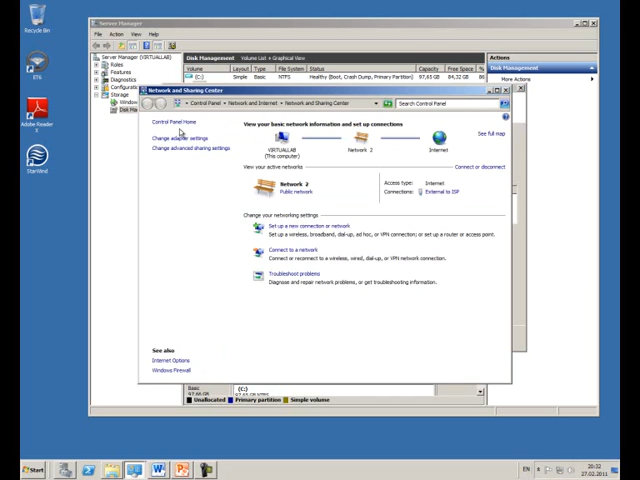 Recycle Bin
ET6
Adobe Reader
X
StarWind
Server Manager
File Action View Help
Server Manager (VIRTUALLAB)
Roles
Features
Diagnostics
Configuration
Storage
Disk Management Volume List + Graphical View
Actions
Volume Layout Type File System Status Capacity Free Space %
(C:) Simple Basic NTFS Healthy (Boot, Crash Dump, Primary Partition) 97,65 GB 84,32 GB 86
Disk Management
More Actions
Network and Sharing Center
Control Panel Network and Internet Network and Sharing Center
Search Control Panel
Control Panel Home
Change adapter settings
Change advanced sharing settings
See also
Internet Options
Windows Firewall
View your basic network information and set up connections
See full map
VIRTUALLAB
(This computer)
Network 2
Internet
View your active networks
Connect or disconnect
Network 2
Public network
Access type: Internet
Connections: External to ISP
Change your networking settings
Set up a new connection or network
Set up a wireless, broadband, dial-up, ad hoc, or VPN connection; or set up a router or access point.
Connect to a network
Connect or reconnect to a wireless, wired, dial-up, or VPN network connection.
Troubleshoot problems
Diagnose and repair network problems, or get troubleshooting information.
Basic
97,66 GB
(C:)
Unallocated Primary partition Simple volume
Start
EN
20:32
27.02.2011